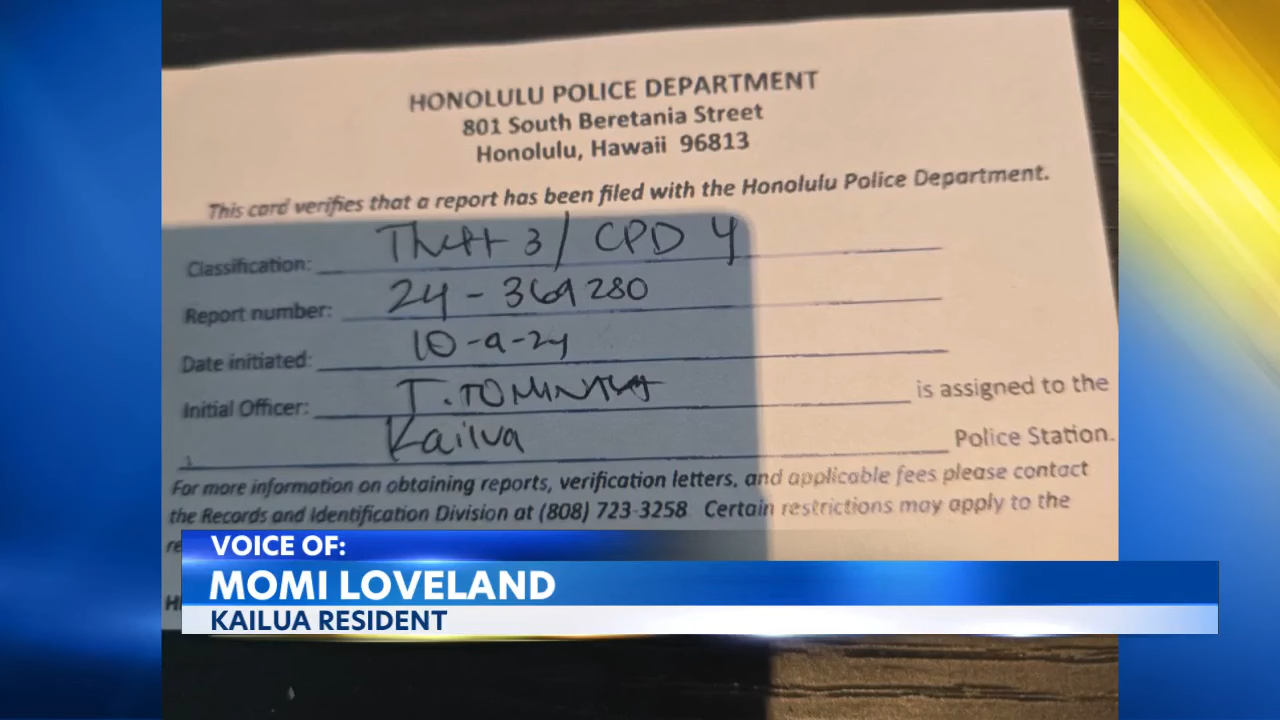 HONOLULU POLICE DEPARTMENT
801 South Beretania Street
Honolulu, Hawaii 96813
This card verifies that a report has been filed with the Honolulu Police Department.
Classification: Theft 3/ CPD 4
Report number: 24-369280
Date initiated: 10-9-24
Initial Officer: T. is assigned to the
Kailua Police Station.
For more information on obtaining reports, verification letters, and applicable fees please contact
the Records and Identification Division at (808) 723-3258 Certain restrictions may apply to the
VOICE OF:
MOMI LOVELAND
KAILUA RESIDENT